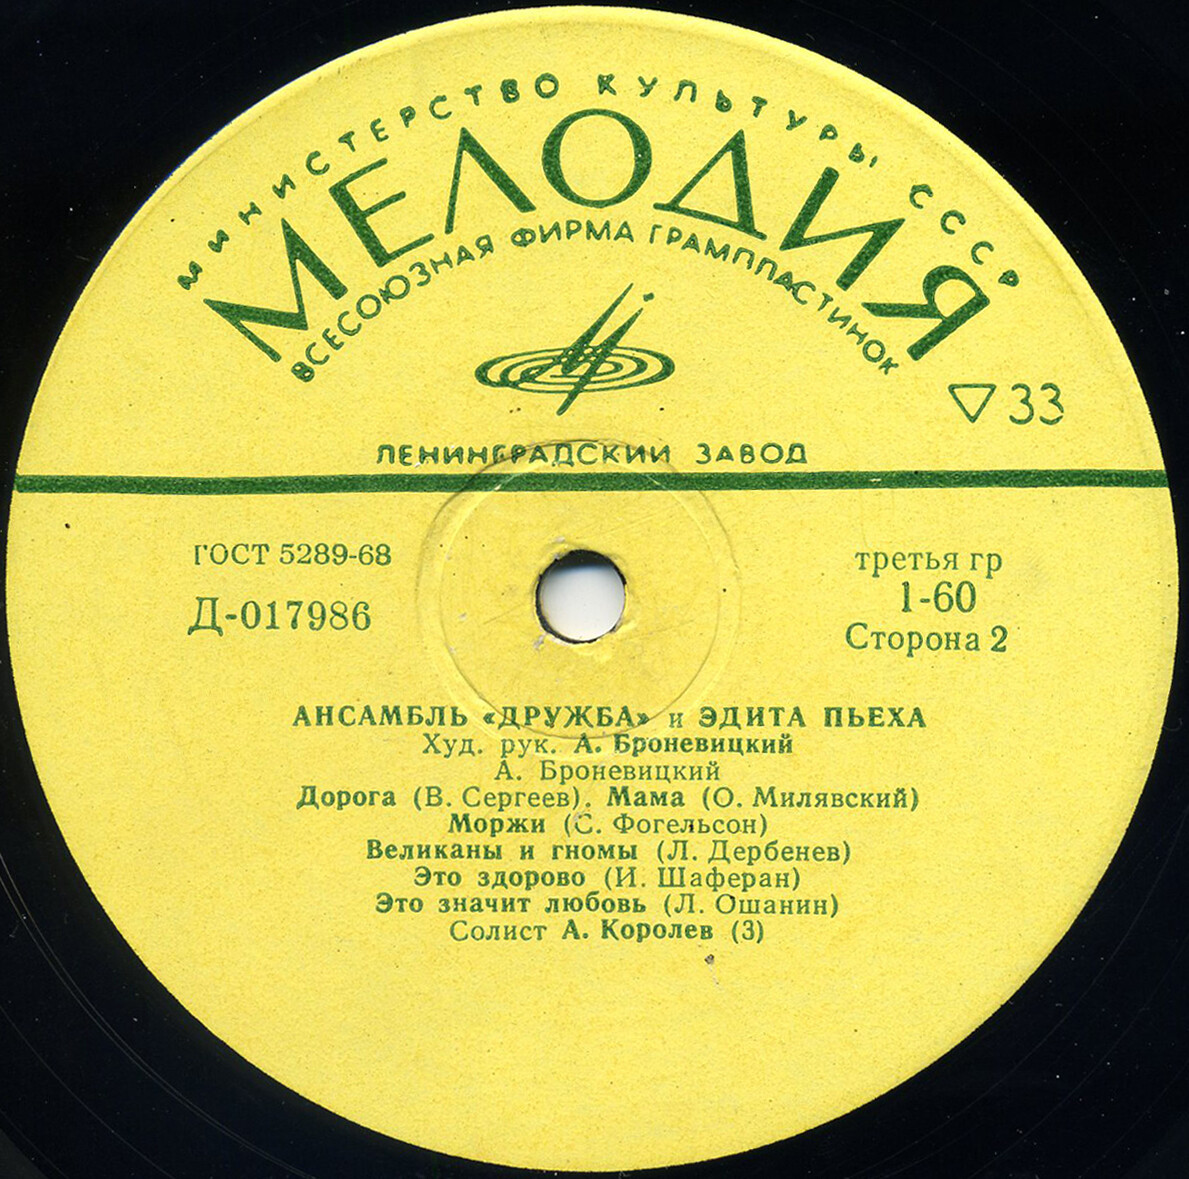 МИНИСТЕРСТВО КУЛЬТУРЫ СССР
МЕЛОДИЯ
ВСЕСОЮЗНАЯ ФИРМА ГРАМПЛАСТИНОК
33
ЛЕНИНГРАДСКИЙ ЗАВОД
ГОСТ 5289-68
Д-017986
третья гр
1-60
Сторона 2
АНСАМБЛЬ «ДРУЖБА» и ЭДИТА ПЬЕХА
Худ. рук. А. Броневицкий
А. Броневицкий
Дорога (В. Сергеев). Мама (О. Милявский)
Моржи (С. Фогельсон)
Великаны и гномы (Л. Дербенев)
Это здорово (И. Шаферан)
Это значит любовь (Л. Ошанин)
Солист А. Королев (3)